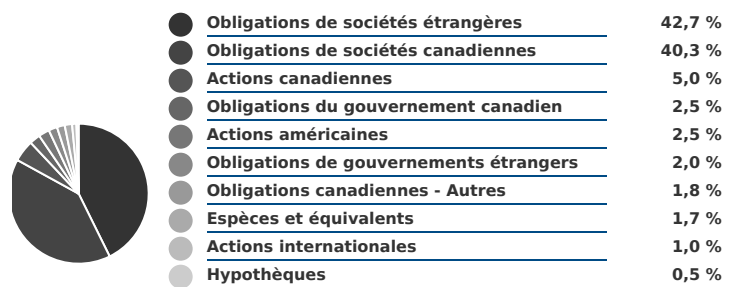 Obligations de sociétés étrangères 42,7 %
Obligations de sociétés canadiennes 40,3 %
Actions canadiennes 5,0 %
Obligations du gouvernement canadien 2,5 %
Actions américaines 2,5 %
Obligations de gouvernements étrangers 2,0 %
Obligations canadiennes - Autres 1,8 %
Espèces et équivalents 1,7 %
Actions internationales 1,0 %
Hypothèques 0,5 %